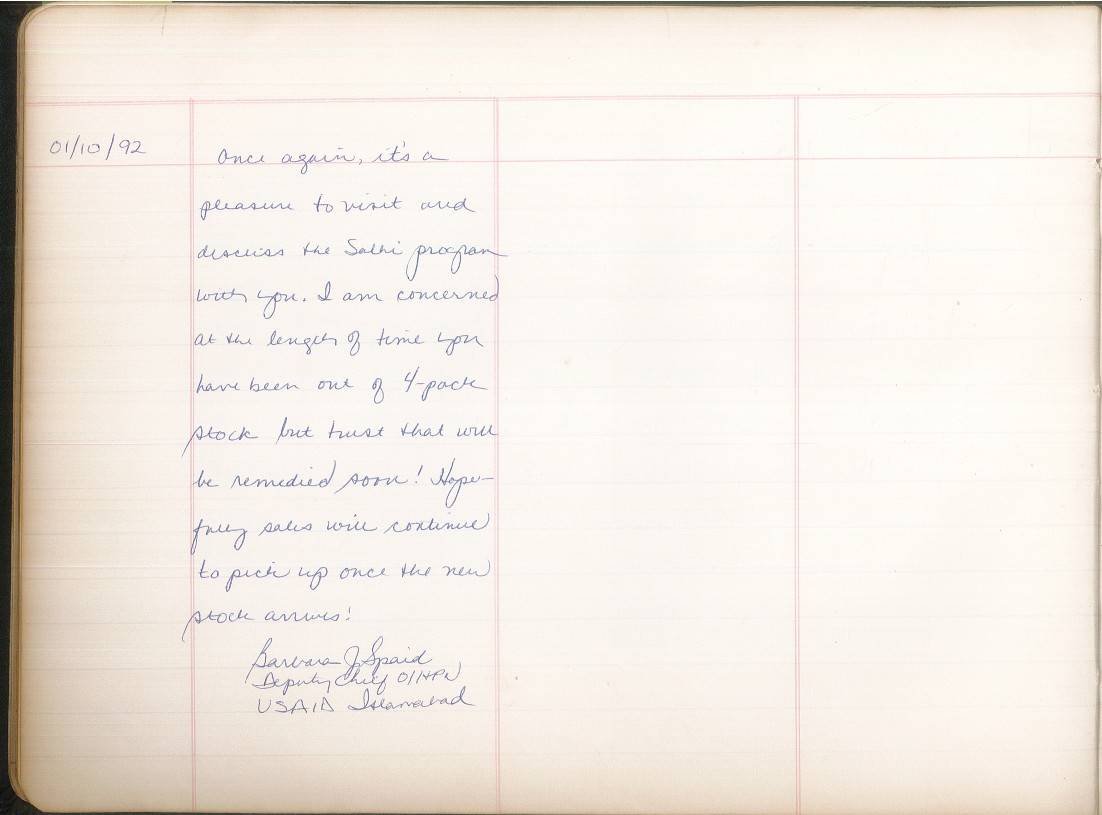 01/10/92
Once again, it's a
pleasure to visit and
discuss the Sathi program
with you. I am concerned
at the length of time you
have been out of 4-pack
stock but trust that will
be remedied soon! Hope-
fully sales will continue
to pick up once the new
stock arrives!
Barbara J. Spaid
Deputy Chief O/HPN
USAID Islamabad